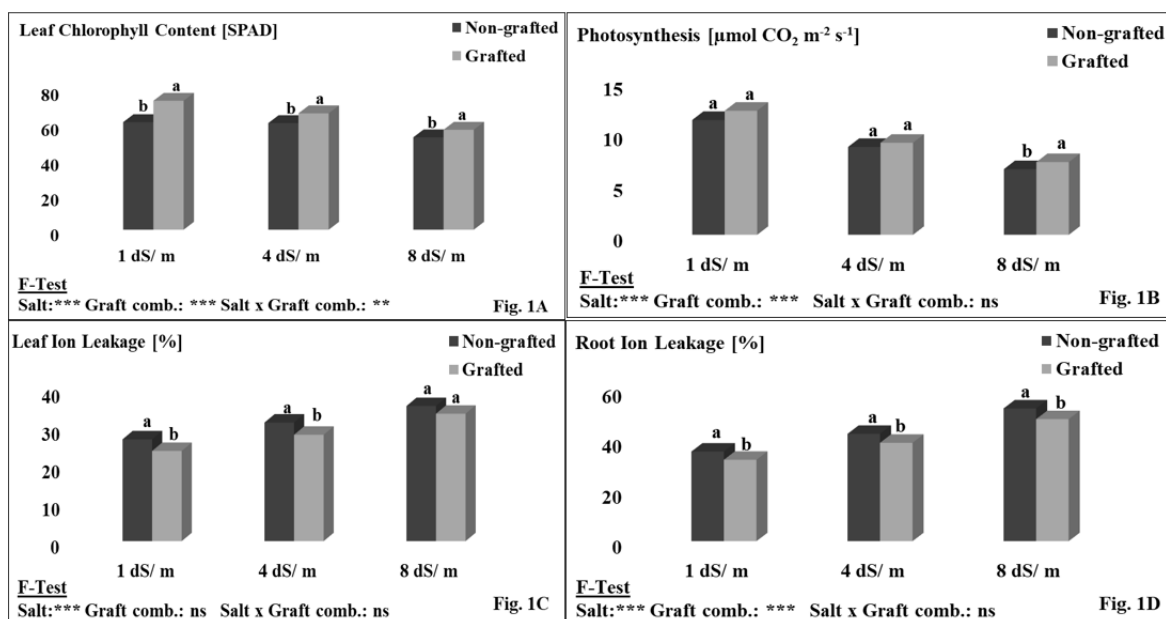 Leaf Chlorophyll Content [SPAD]
Non-grafted
Grafted
80
60
40
20
0
b a
b a
b a
1 dS/ m 4 dS/ m 8 dS/ m
F-Test
Salt:*** Graft comb.: *** Salt x Graft comb.: **
Fig. 1A
Photosynthesis [µmol CO₂ m⁻² s⁻¹]
Non-grafted
Grafted
15
10
5
0
a a
a a
b a
1 dS/ m 4 dS/ m 8 dS/ m
F-Test
Salt:*** Graft comb.: *** Salt x Graft comb.: ns
Fig. 1B
Leaf Ion Leakage [%]
Non-grafted
Grafted
40
30
20
10
0
a b
a b
a a
1 dS/ m 4 dS/ m 8 dS/ m
F-Test
Salt:*** Graft comb.: ns Salt x Graft comb.: ns
Fig. 1C
Root Ion Leakage [%]
Non-grafted
Grafted
60
40
20
0
a b
a b
a b
1 dS/ m 4 dS/ m 8 dS/ m
F-Test
Salt:*** Graft comb.: *** Salt x Graft comb.: ns
Fig. 1D